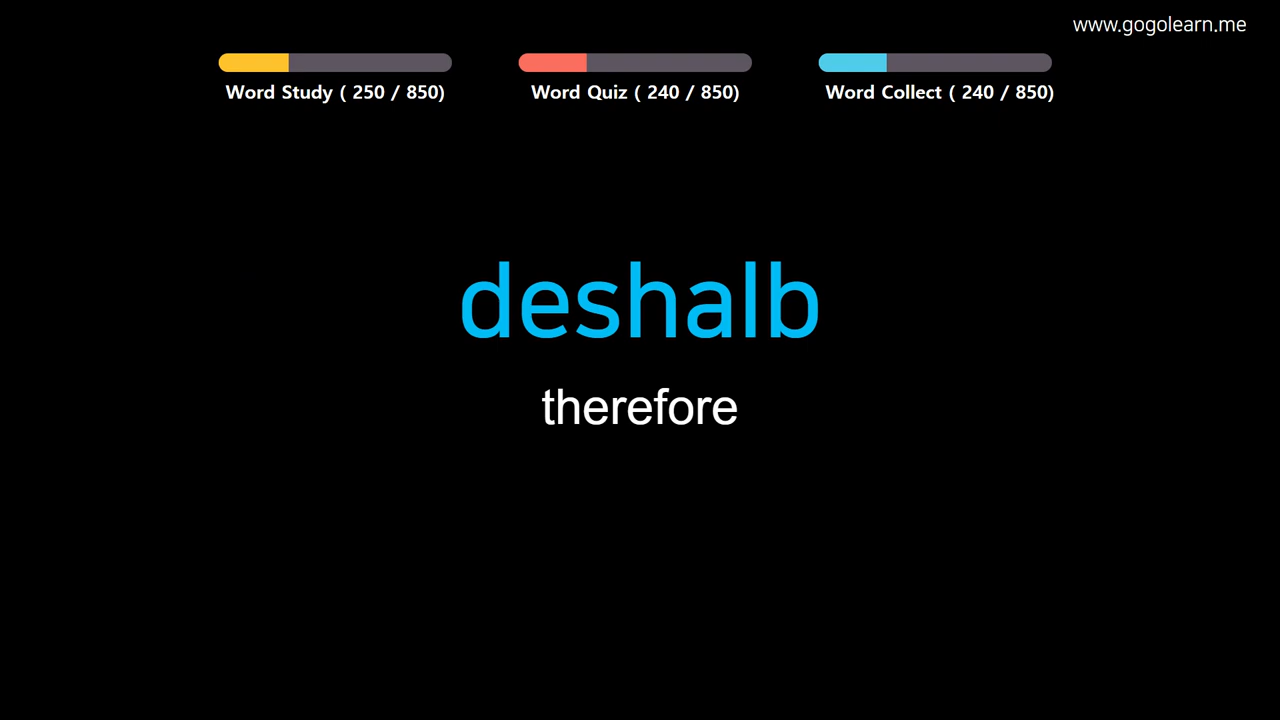 www.gogolearn.me
Word Study ( 250 / 850)
Word Quiz ( 240 / 850)
Word Collect ( 240 / 850)
deshalb
therefore